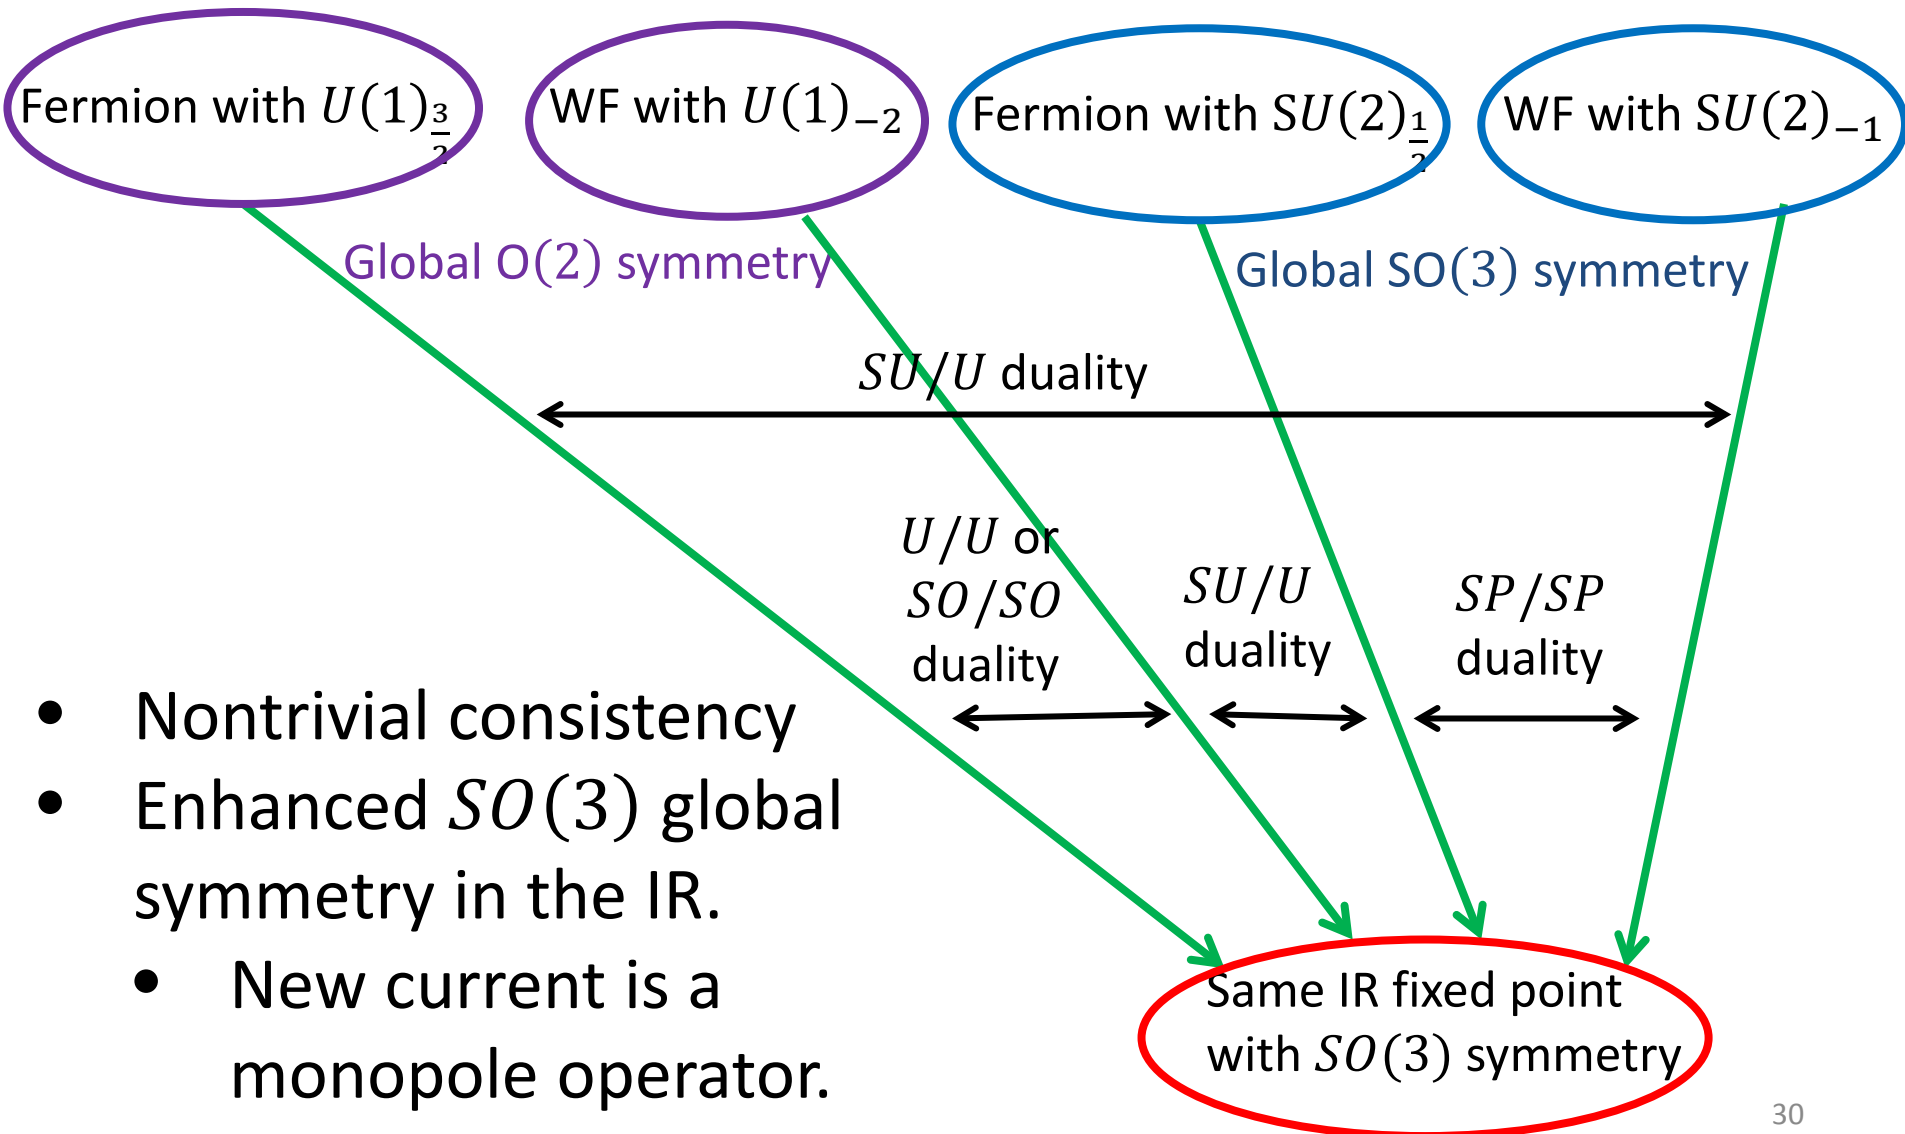 Fermion with U(1)_{3/2}
WF with U(1)_{−2}
Fermion with SU(2)_{1/2}
WF with SU(2)_{−1}
Global O(2) symmetry
Global SO(3) symmetry
SU/U duality
U/U or
SO/SO
duality
SU/U
duality
SP/SP
duality
• Nontrivial consistency
• Enhanced SO(3) global
symmetry in the IR.
• New current is a
monopole operator.
Same IR fixed point
with SO(3) symmetry
30